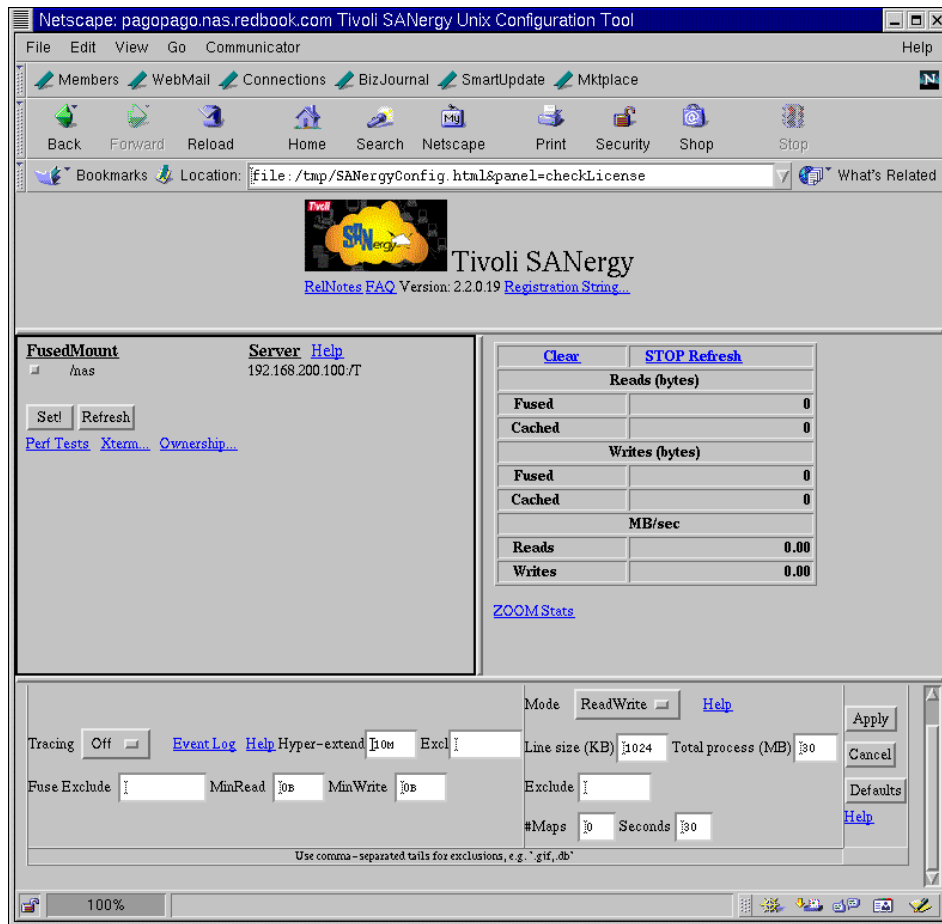 Netscape: pagopago.nas.redbook.com Tivoli SANergy Unix Configuration Tool
File Edit View Go Communicator Help
Members WebMail Connections BizJournal SmartUpdate Mktplace N
My
Back Forward Reload Home Search Netscape Print Security Shop Stop
Bookmarks Location: file:/tmp/SANergyConfig.html&panel=checkLicense What's Related
Tivoli
SANergy
Tivoli SANergy
RelNotes FAQ Version: 2.2.0.19 Registration String...
FusedMount Server Help
/nas 192.168.200.100:/T
Set! Refresh
Perf Tests Xterm... Ownership...
Clear STOP Refresh
Reads (bytes)
Fused 0
Cached 0
Writes (bytes)
Fused 0
Cached 0
MB/sec
Reads 0.00
Writes 0.00
ZOOM Stats
Tracing Off Event Log Help Hyper-extend 10M Excl
Fuse Exclude MinRead 0B MinWrite 0B
Mode ReadWrite Help
Line size (KB) 1024 Total process (MB) 30
Exclude
#Maps 0 Seconds 30
Apply
Cancel
Defaults
Help
Use comma-separated tails for exclusions, e.g. ".gif,.db"
100%